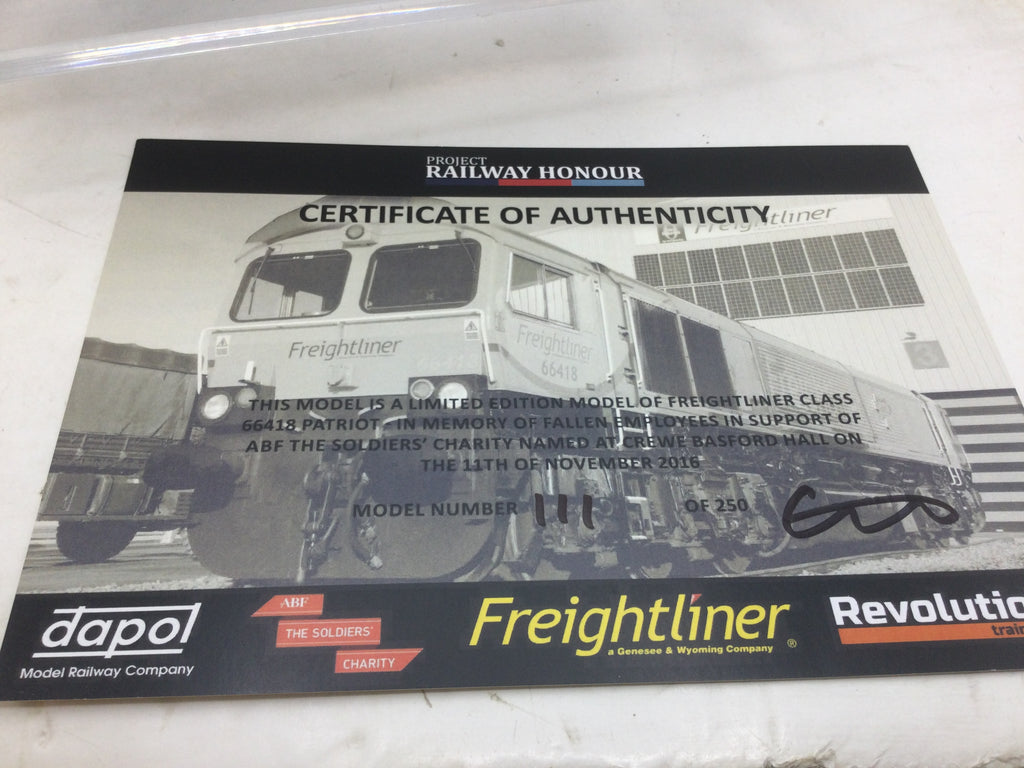 PROJECT
RAILWAY HONOUR
CERTIFICATE OF AUTHENTICITY
Freightliner
Freightliner
Freightliner
66418
THIS MODEL IS A LIMITED EDITION MODEL OF FREIGHTLINER CLASS
66418 PATRIOT - IN MEMORY OF FALLEN EMPLOYEES IN SUPPORT OF
ABF THE SOLDIERS' CHARITY NAMED AT CREWE BASFORD HALL ON
THE 11TH OF NOVEMBER 2016
MODEL NUMBER 111 OF 250
dapol
Model Railway Company
ABF
THE SOLDIERS'
CHARITY
Freightliner®
a Genesee & Wyoming Company
Revolutio
train